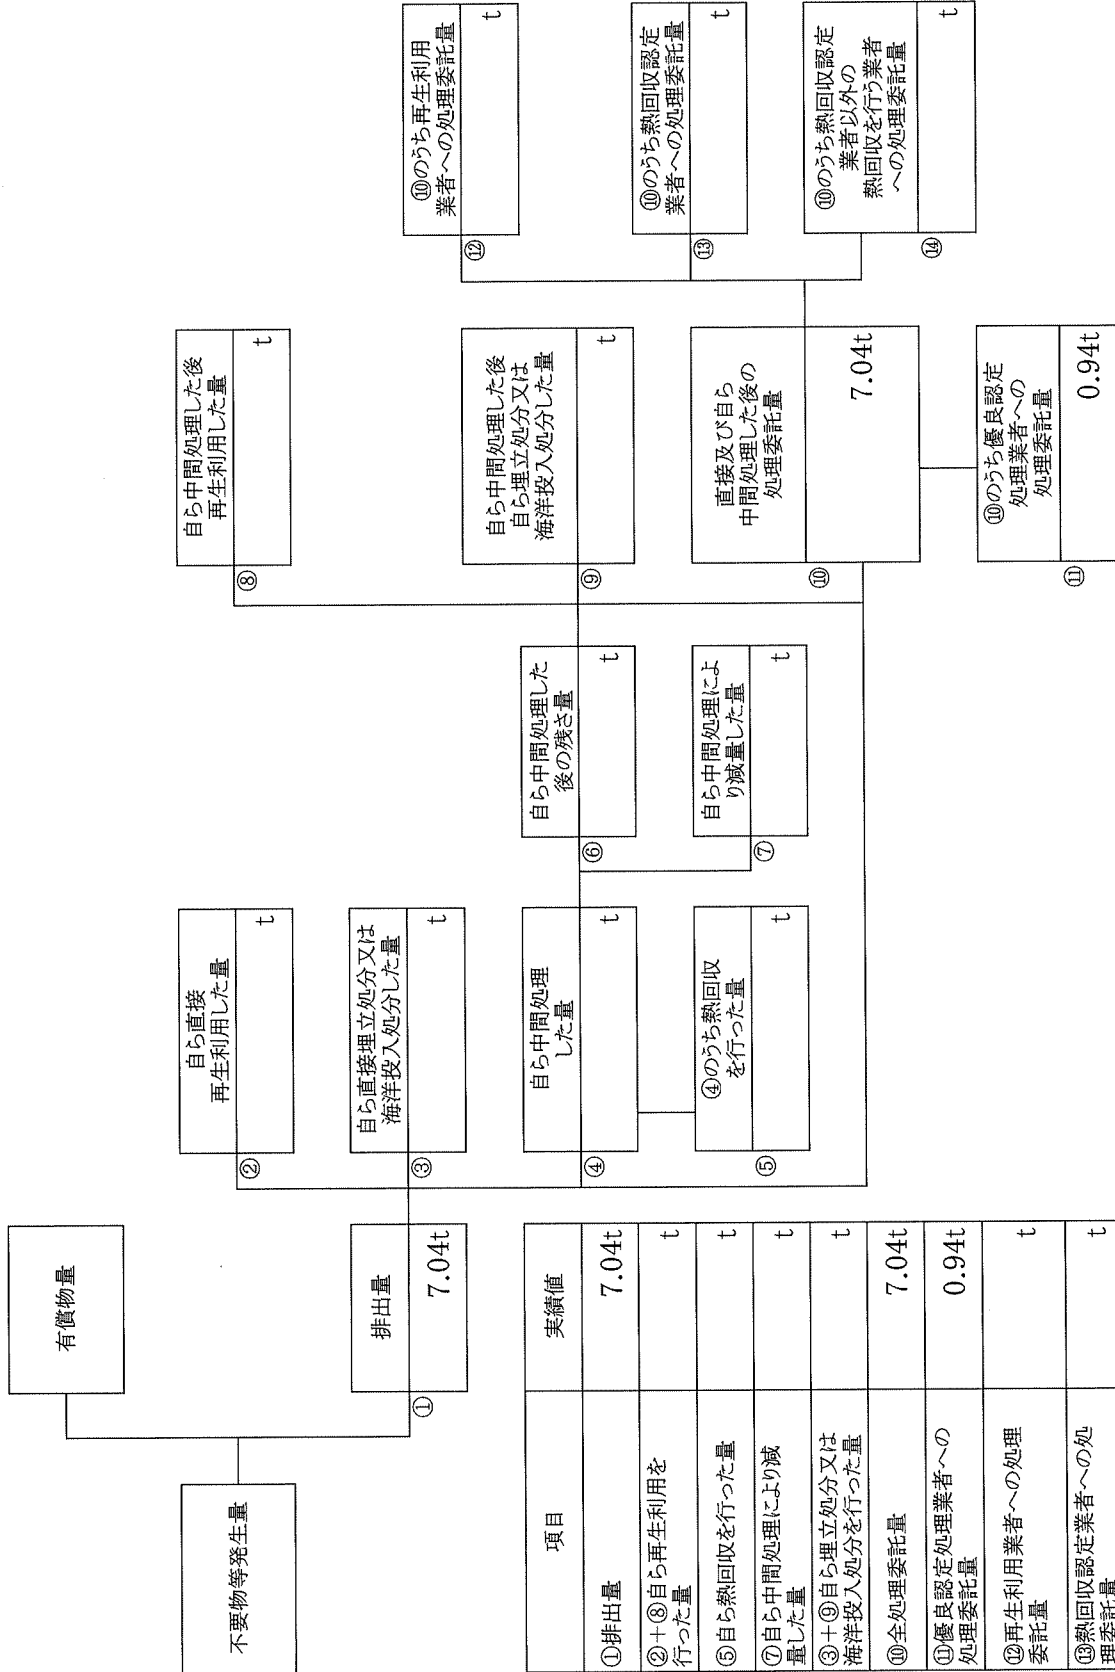 不要物等発生量
有償物量
排出量
①
7.04t
自ら直接
再生利用した量
②
t
自ら直接埋立処分又は
海洋投入処分した量
③
t
自ら中間処理
した量
④
t
④のうち熱回収
を行った量
⑤
t
自ら中間処理した
後の残さ量
⑥
t
自ら中間処理によ
り減量した量
⑦
t
自ら中間処理した後
再生利用した量
⑧
t
自ら中間処理した後
自ら埋立処分又は
海洋投入処分した量
⑨
t
直接及び自ら
中間処理した後の
処理委託量
⑩
7.04t
⑩のうち優良認定
処理業者への
処理委託量
⑪
0.94t
⑩のうち再生利用
業者への処理委託量
⑫
t
⑩のうち熱回収認定
業者への処理委託量
⑬
t
⑩のうち熱回収認定
業者以外の
熱回収を行う業者
への処理委託量
⑭
t
項目 実績値
①排出量 7.04t
②+⑧自ら再生利用を
行った量 t
⑤自ら熱回収を行った量 t
⑦自ら中間処理により減
量した量 t
③+⑨自ら埋立処分又は
海洋投入処分を行った量 t
⑩全処理委託量 7.04t
⑪優良認定処理業者への
処理委託量 0.94t
⑫再生利用業者への処理
委託量 t
⑬熱回収認定業者への処
理委託量 t